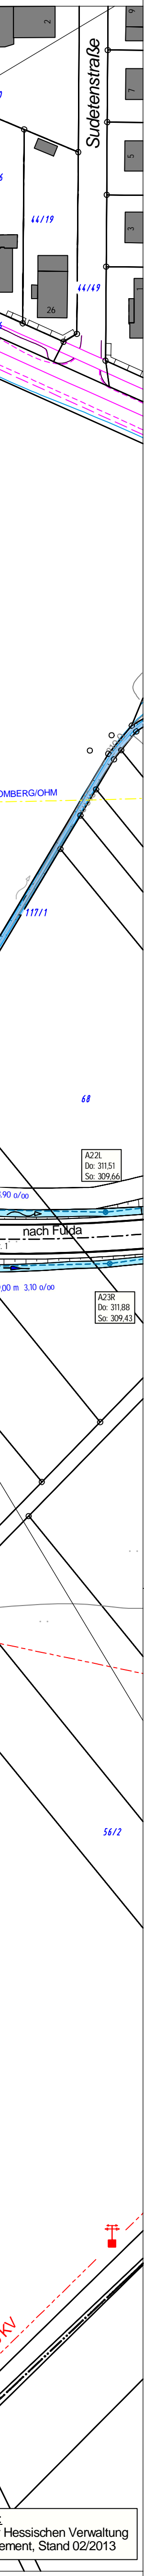 2
9
Sudetenstraße
7
5
44/19
3
44/49
1
26
OMBERG/OHM
117/1
68
A22L
Do: 311,51
So: 309,66
,90 o/oo
nach Fulda
. 1
,00 m 3,10 o/oo
A23R
Do: 311,88
So: 309,43
56/2
KV
Hessischen Verwaltung
ement, Stand 02/2013